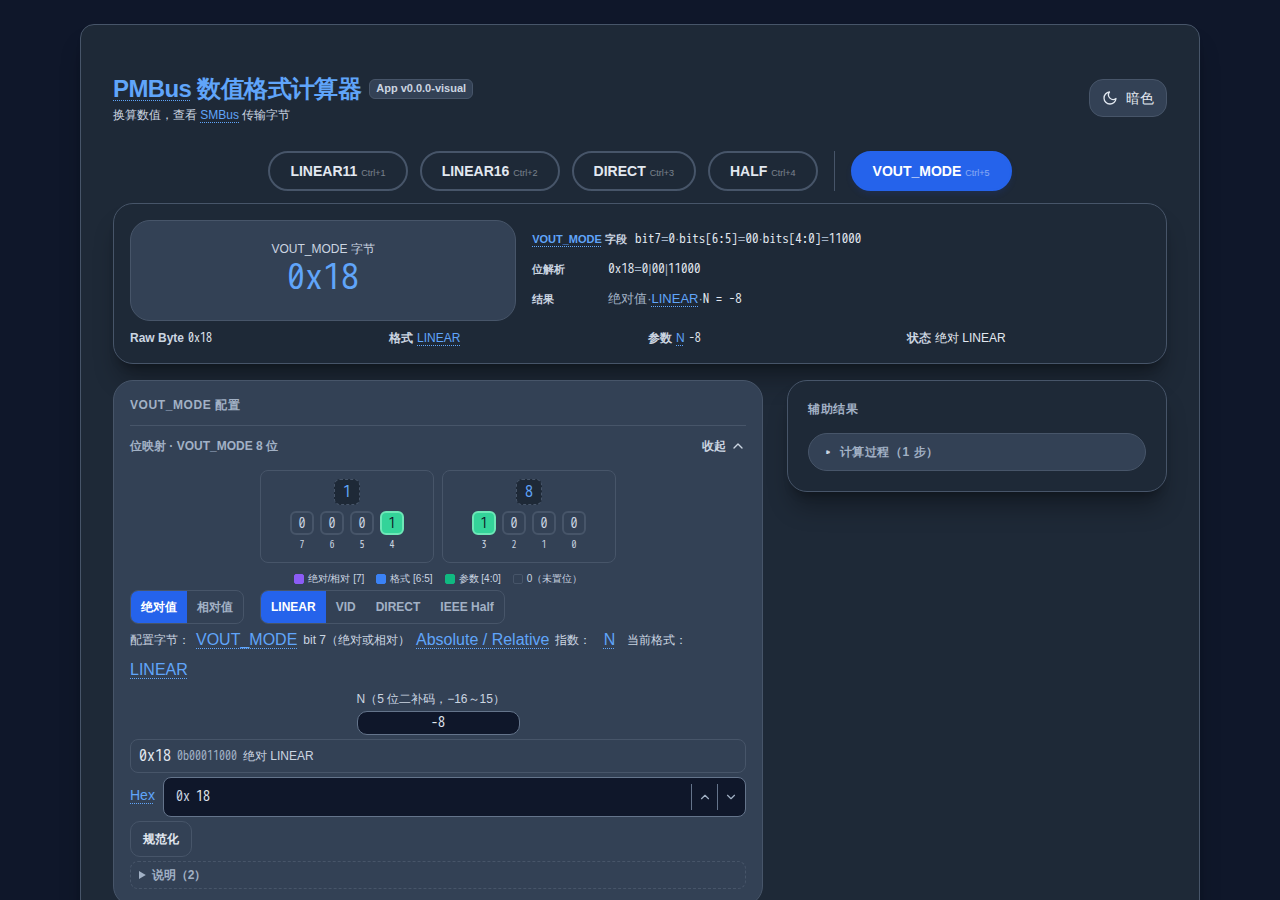 PMBus 数值格式计算器 App v0.0.0-visual
换算数值，查看 SMBus 传输字节
暗色
LINEAR11 Ctrl+1 LINEAR16 Ctrl+2 DIRECT Ctrl+3 HALF Ctrl+4 VOUT_MODE Ctrl+5
VOUT_MODE 字节
0x18
VOUT_MODE 字段 bit7=0·bits[6:5]=00·bits[4:0]=11000
位解析 0x18=0|00|11000
结果 绝对值·LINEAR·N = -8
Raw Byte 0x18 格式 LINEAR 参数 N -8 状态 绝对 LINEAR
VOUT_MODE 配置
位映射 · VOUT_MODE 8 位 收起
1 8
0 0 0 1 1 0 0 0
7 6 5 4 3 2 1 0
绝对/相对 [7] 格式 [6:5] 参数 [4:0] 0（未置位）
绝对值 相对值 LINEAR VID DIRECT IEEE Half
配置字节： VOUT_MODE bit 7（绝对或相对） Absolute / Relative 指数： N 当前格式：
LINEAR
N（5 位二补码，−16～15）
-8
0x18 0b00011000 绝对 LINEAR
Hex 0x 18
规范化
说明（2）
辅助结果
计算过程（1 步）